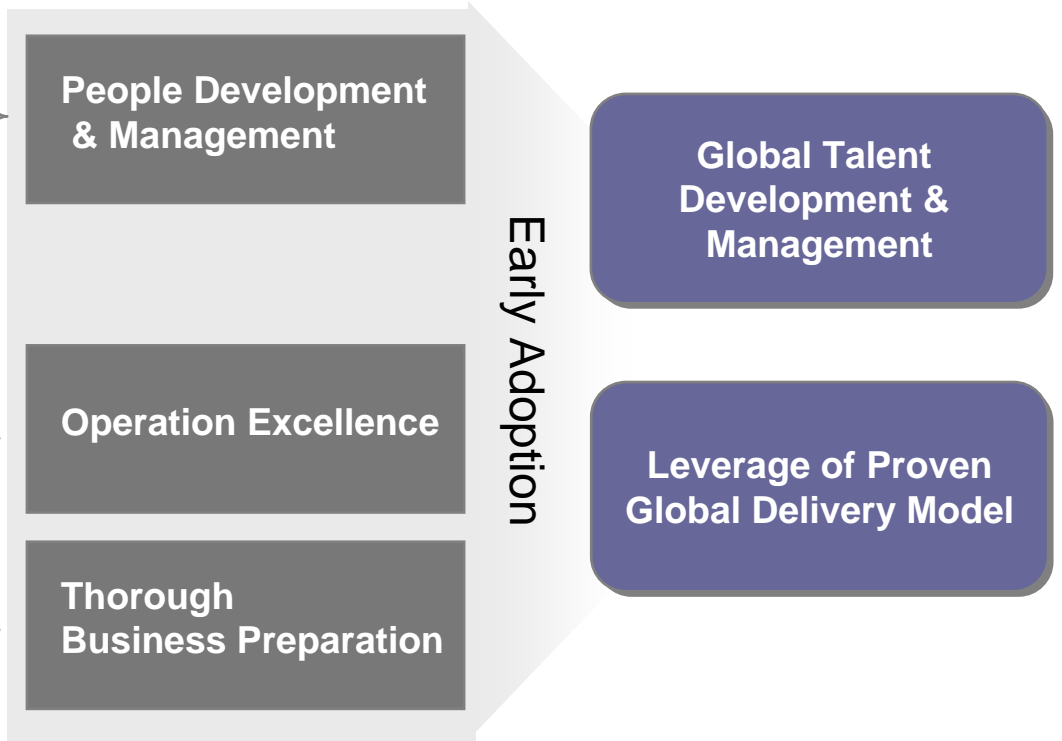 People Development
& Management
Operation Excellence
Thorough
Business Preparation
Early Adoption
Global Talent
Development &
Management
Leverage of Proven
Global Delivery Model